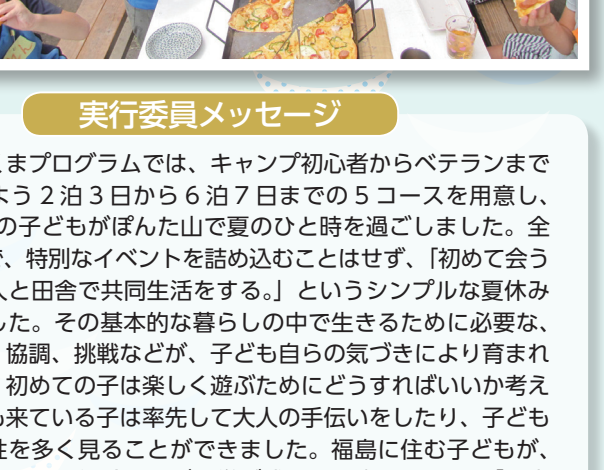 実行委員メッセージ
まプログラムでは、キャンプ初心者からベテランまで
よう2泊3日から6泊7日までの5コースを用意し、
の子どもがぽんた山で夏のひと時を過ごしました。全
、特別なイベントを詰め込むことはせず、「初めて会う
人と田舎で共同生活をする。」というシンプルな夏休み
した。その基本的な暮らしの中で生きるために必要な、
協調、挑戦などが、子ども自らの気づきにより育まれ
初めての子は楽しく遊ぶためにどうすればいいか考え
来ている子は率先して大人の手伝いをしたり、子ども
性を多く見ることができました。福島に住む子どもが、